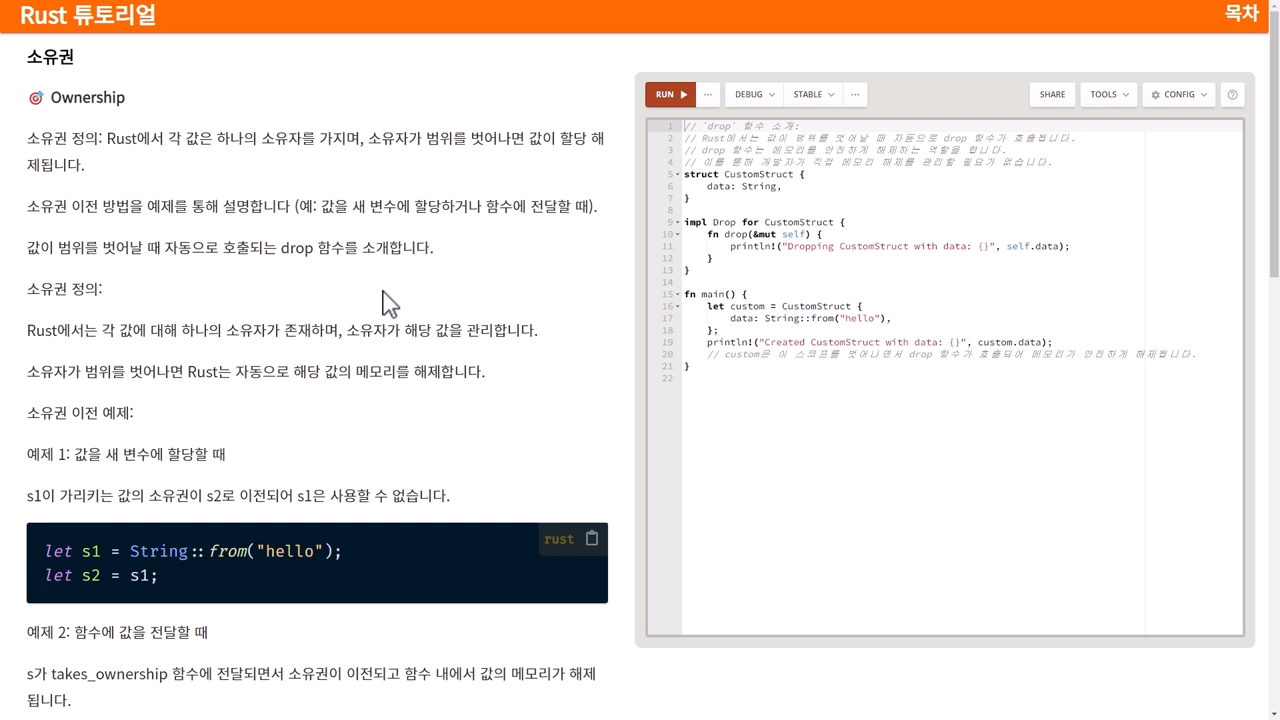 Rust 튜토리얼
목차
소유권
🎯 Ownership
소유권 정의: Rust에서 각 값은 하나의 소유자를 가지며, 소유자가 범위를 벗어나면 값이 할당 해
제됩니다.
소유권 이전 방법을 예제를 통해 설명합니다 (예: 값을 새 변수에 할당하거나 함수에 전달할 때).
값이 범위를 벗어날 때 자동으로 호출되는 drop 함수를 소개합니다.
소유권 정의:
Rust에서는 각 값에 대해 하나의 소유자가 존재하며, 소유자가 해당 값을 관리합니다.
소유자가 범위를 벗어나면 Rust는 자동으로 해당 값의 메모리를 해제합니다.
소유권 이전 예제:
예제 1: 값을 새 변수에 할당할 때
s1이 가리키는 값의 소유권이 s2로 이전되어 s1은 사용할 수 없습니다.
rust
let s1 = String::from("hello");
let s2 = s1;
예제 2: 함수에 값을 전달할 때
s가 takes_ownership 함수에 전달되면서 소유권이 이전되고 함수 내에서 값의 메모리가 해제
됩니다.
RUN ▶ ... DEBUG STABLE ... SHARE TOOLS CONFIG
1 // `drop` 함수 소개:
2 // Rust에서는 값이 범위를 벗어날 때 자동으로 drop 함수가 호출됩니다.
3 // drop 함수는 메모리를 안전하게 해제하는 역할을 합니다.
4 // 이를 통해 개발자가 직접 메모리 해제를 관리할 필요가 없습니다.
5 struct CustomStruct {
6     data: String,
7 }
8
9 impl Drop for CustomStruct {
10     fn drop(&mut self) {
11         println!("Dropping CustomStruct with data: {}", self.data);
12     }
13 }
14
15 fn main() {
16     let custom = CustomStruct {
17         data: String::from("hello"),
18     };
19     println!("Created CustomStruct with data: {}", custom.data);
20     // custom은 이 스코프를 벗어나면서 drop 함수가 호출되어 메모리가 안전하게 해제됩니다.
21 }
22